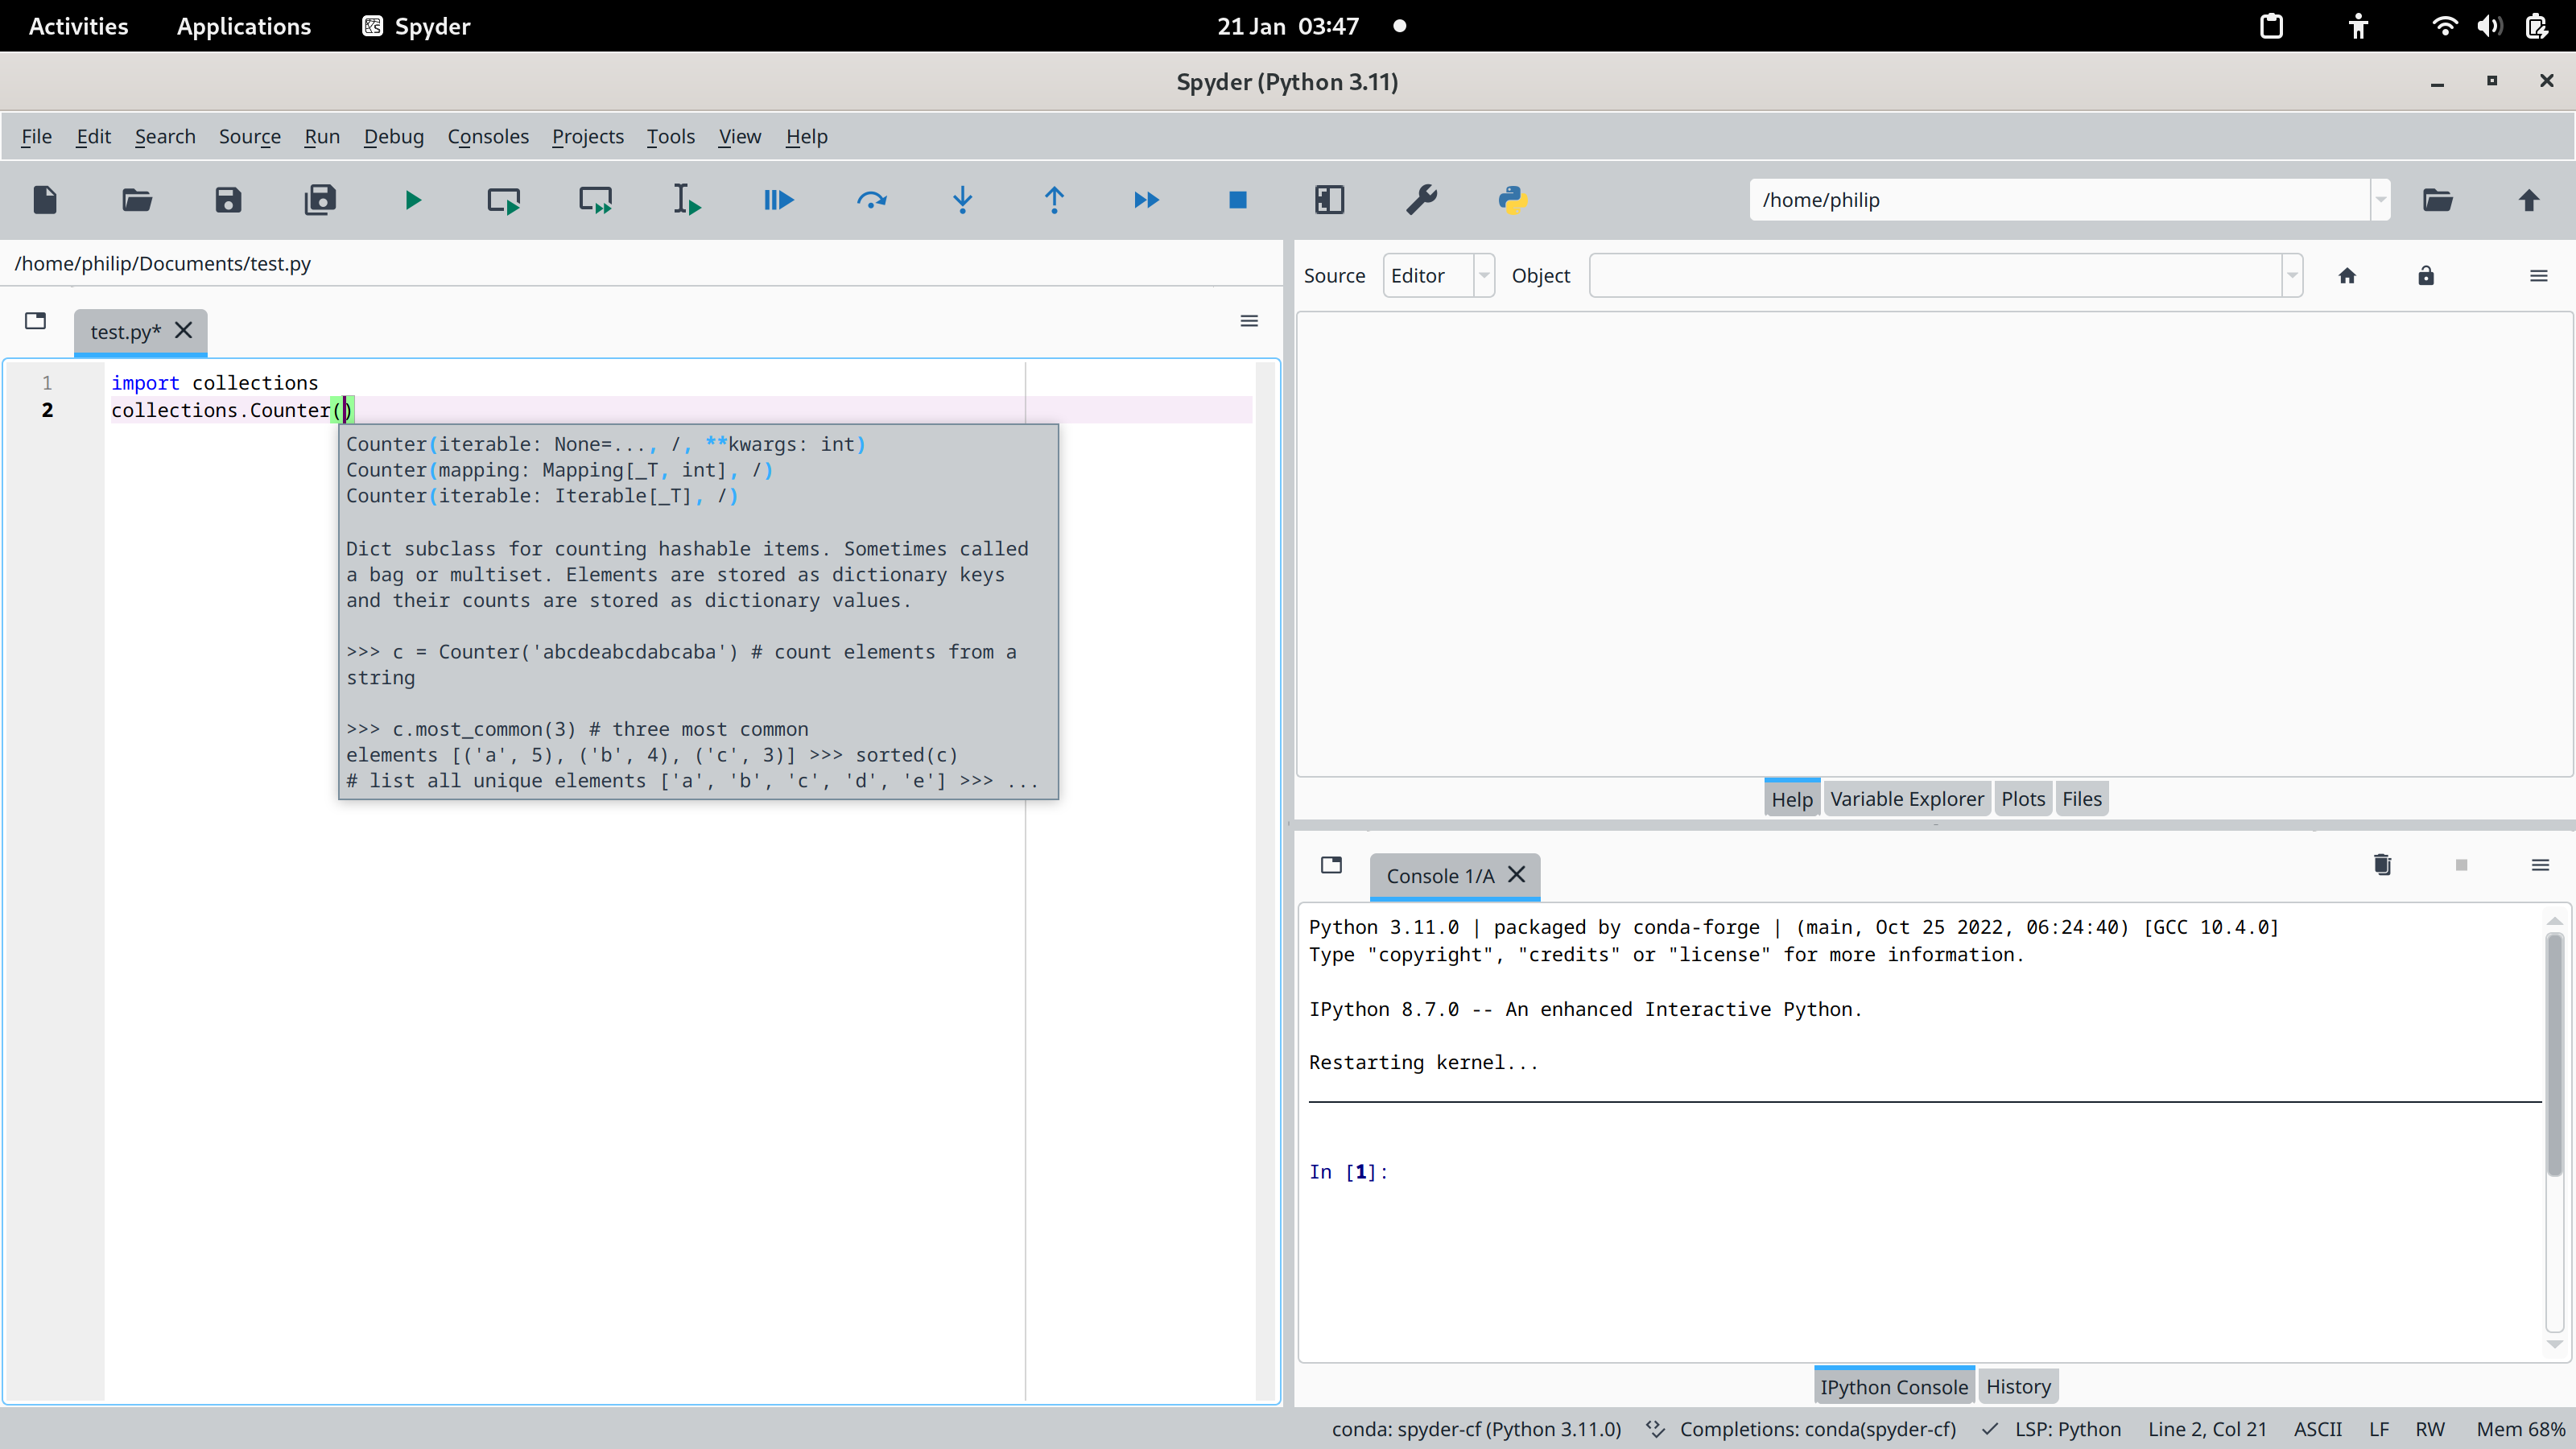 Activities Applications Spyder 21 Jan 03:47
Spyder (Python 3.11)
File Edit Search Source Run Debug Consoles Projects Tools View Help
/home/philip
/home/philip/Documents/test.py
test.py*
1 import collections
2 collections.Counter()
Counter(iterable: None=..., /, **kwargs: int)
Counter(mapping: Mapping[_T, int], /)
Counter(iterable: Iterable[_T], /)
Dict subclass for counting hashable items. Sometimes called
a bag or multiset. Elements are stored as dictionary keys
and their counts are stored as dictionary values.
>>> c = Counter('abcdeabcdabcaba') # count elements from a
string
>>> c.most_common(3) # three most common
elements [('a', 5), ('b', 4), ('c', 3)] >>> sorted(c)
# list all unique elements ['a', 'b', 'c', 'd', 'e'] >>> ...
Source Editor Object
Help Variable Explorer Plots Files
Console 1/A
Python 3.11.0 | packaged by conda-forge | (main, Oct 25 2022, 06:24:40) [GCC 10.4.0]
Type "copyright", "credits" or "license" for more information.
IPython 8.7.0 -- An enhanced Interactive Python.
Restarting kernel...
In [1]:
IPython Console History
conda: spyder-cf (Python 3.11.0) Completions: conda(spyder-cf) LSP: Python Line 2, Col 21 ASCII LF RW Mem 68%